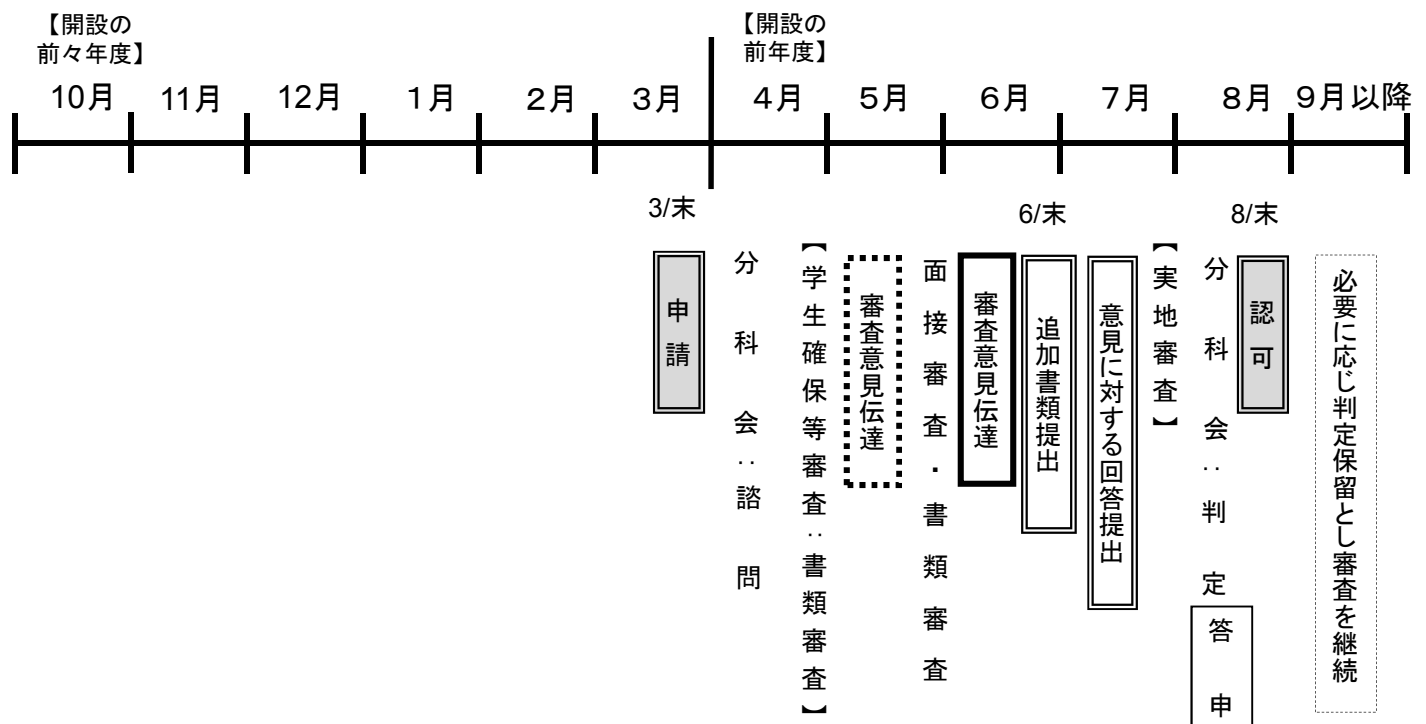 【開設の
前々年度】
【開設の
前年度】
10月
11月
12月
１月
２月
３月
４月
５月
６月
７月
８月
９月以降
3/末
6/末
8/末
申請
分科会：諮問
【学生確保等審査：書類審査】
審査意見伝達
面接審査・書類審査
審査意見伝達
追加書類提出
意見に対する回答提出
【実地審査】
分科会：判定
答申
認可
必要に応じ判定保留とし審査を継続